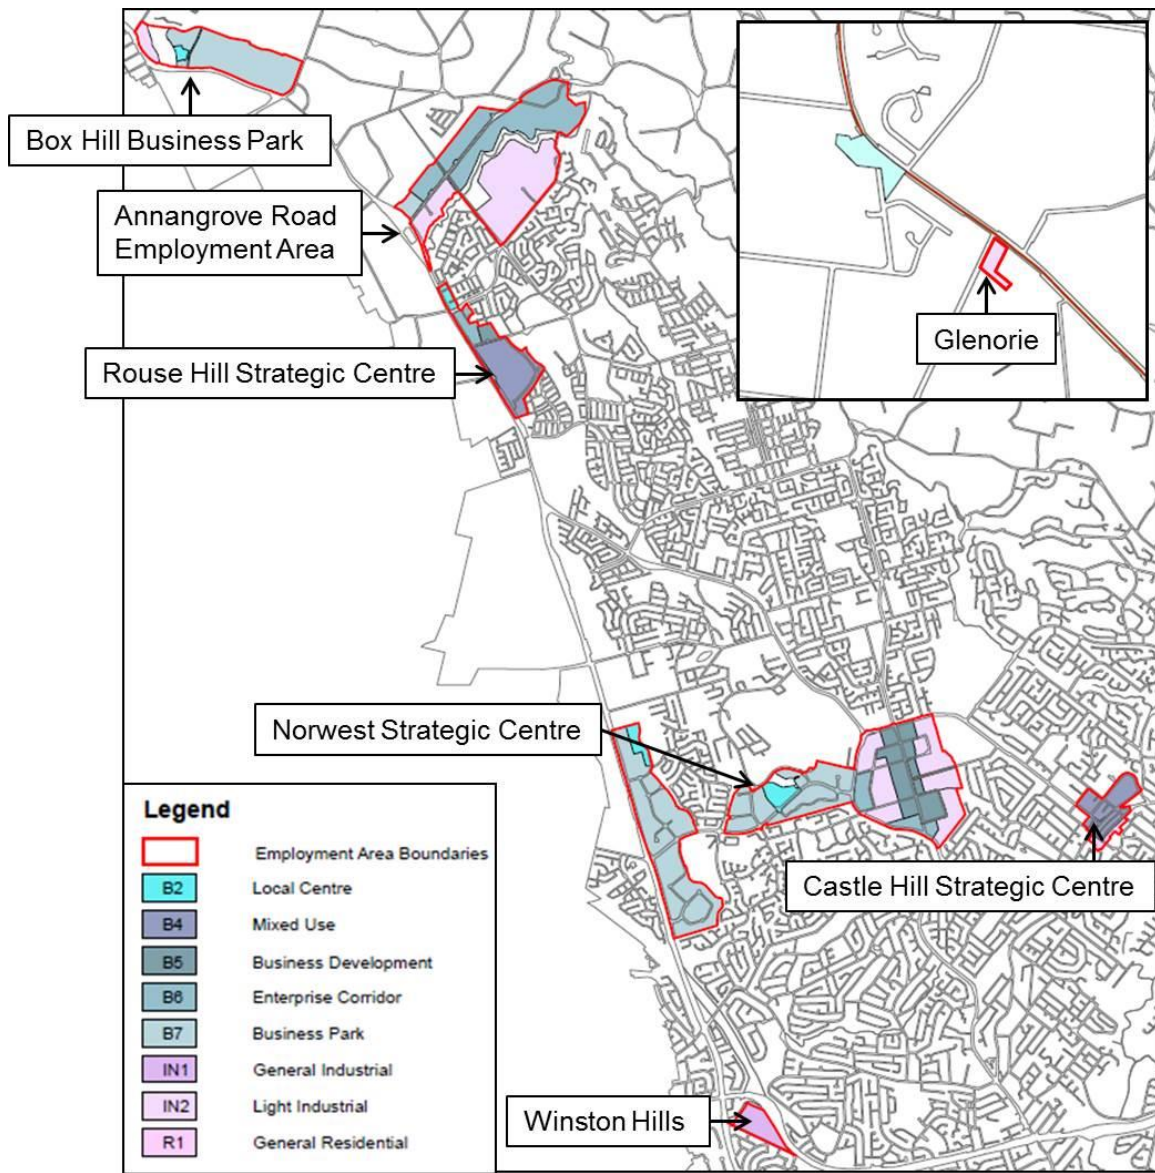 Box Hill Business Park
Annangrove Road
Employment Area
Glenorie
Rouse Hill Strategic Centre
Norwest Strategic Centre
Castle Hill Strategic Centre
Winston Hills
Legend
Employment Area Boundaries
B2 Local Centre
B4 Mixed Use
B5 Business Development
B6 Enterprise Corridor
B7 Business Park
IN1 General Industrial
IN2 Light Industrial
R1 General Residential